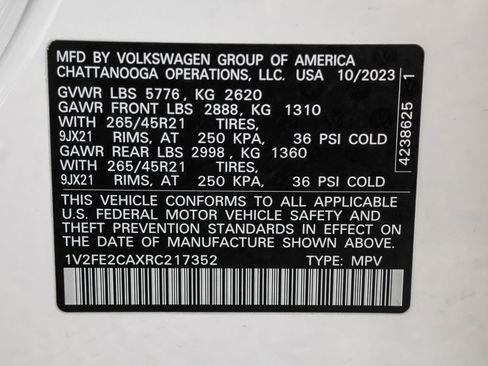 MFD BY VOLKSWAGEN GROUP OF AMERICA
CHATTANOOGA OPERATIONS, LLC. USA 10/2023
GVWR LBS 5776, KG 2620
GAWR FRONT LBS 2888, KG 1310
WITH 265/45R21 TIRES,
9JX21 RIMS, AT 250 KPA, 36 PSI COLD
GAWR REAR LBS 2998, KG 1360
WITH 265/45R21 TIRES,
9JX21 RIMS, AT 250 KPA, 36 PSI COLD
THIS VEHICLE CONFORMS TO ALL APPLICABLE
U.S. FEDERAL MOTOR VEHICLE SAFETY AND
THEFT PREVENTION STANDARDS IN EFFECT ON
THE DATE OF MANUFACTURE SHOWN ABOVE.
1V2FE2CAXRC217352 TYPE: MPV
4238625 1